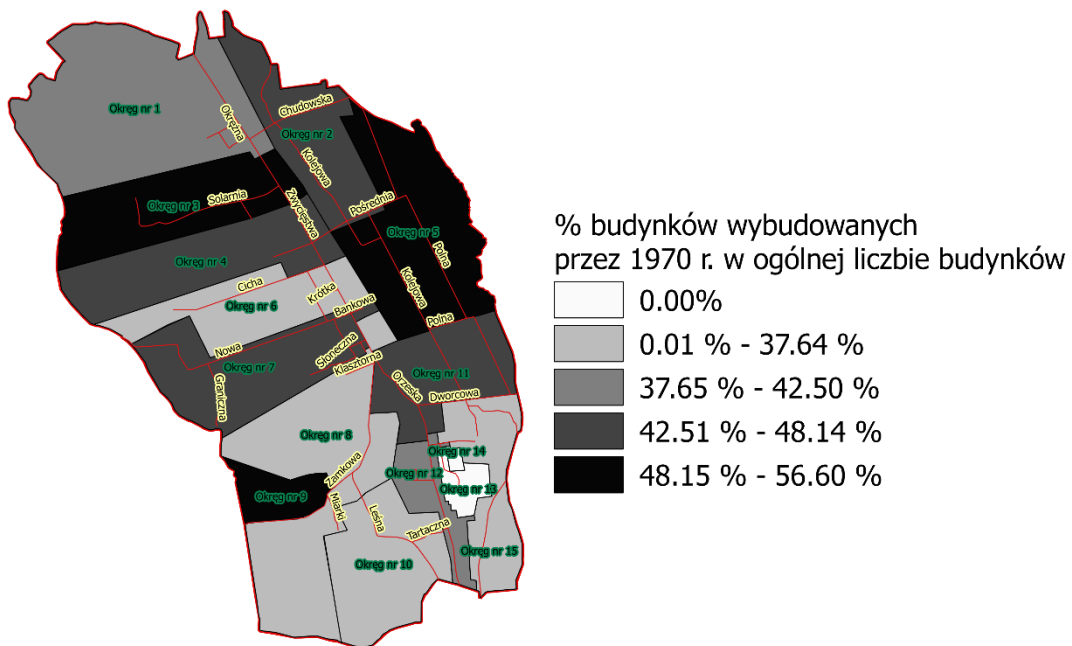 Okręg nr 1
Okrężna
Chudowska
Okręg nr 2
Kolejowa
Okręg nr 3
Solarnia
Zwycięstwa
Pośrednia
Okręg nr 5
Polna
Okręg nr 4
Cicha
Krótka
Kolejowa
Okręg nr 6
Bankowa
Polna
Nowa
Słoneczna
Klasztorna
Okręg nr 7
Graniczna
Orzeska
Okręg nr 11
Dworcowa
Okręg nr 8
Okręg nr 14
Zamkowa
Okręg nr 12
Okręg nr 13
Okręg nr 9
Miarki
Leśna
Tartaczna
Okręg nr 15
Okręg nr 10
% budynków wybudowanych
przez 1970 r. w ogólnej liczbie budynków
0.00%
0.01 % - 37.64 %
37.65 % - 42.50 %
42.51 % - 48.14 %
48.15 % - 56.60 %